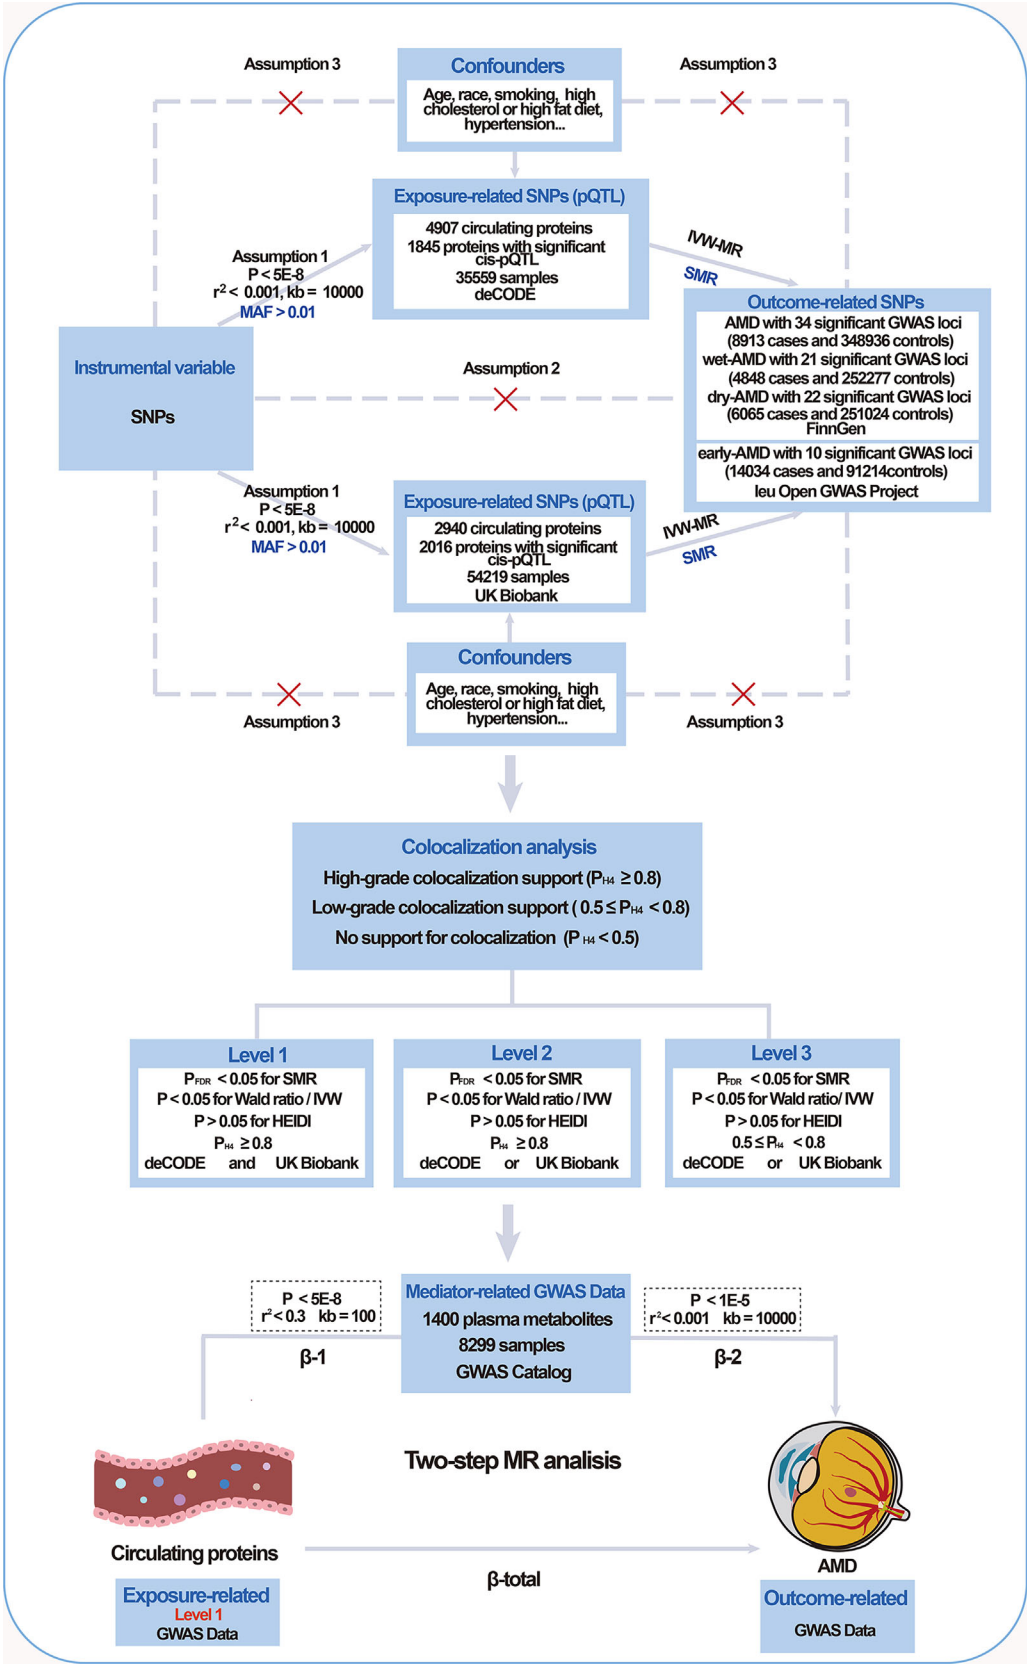 Assumption 3
Confounders
Assumption 3
Age, race, smoking, high
cholesterol or high fat diet,
hypertension...
Exposure-related SNPs (pQTL)
4907 circulating proteins
1845 proteins with significant
cis-pQTL
35559 samples
deCODE
Assumption 1
P < 5E-8
r² < 0.001, kb = 10000
MAF > 0.01
IVW-MR
SMR
Outcome-related SNPs
AMD with 34 significant GWAS loci
(8913 cases and 348936 controls)
wet-AMD with 21 significant GWAS loci
(4848 cases and 252277 controls)
dry-AMD with 22 significant GWAS loci
(6065 cases and 251024 controls)
FinnGen
early-AMD with 10 significant GWAS loci
(14034 cases and 91214controls)
Ieu Open GWAS Project
Instrumental variable
SNPs
Assumption 2
Assumption 1
P < 5E-8
r² < 0.001, kb = 10000
MAF > 0.01
Exposure-related SNPs (pQTL)
2940 circulating proteins
2016 proteins with significant
cis-pQTL
54219 samples
UK Biobank
IVW-MR
SMR
Confounders
Age, race, smoking, high
cholesterol or high fat diet,
hypertension...
Assumption 3
Assumption 3
Colocalization analysis
High-grade colocalization support (P H4 ≥ 0.8)
Low-grade colocalization support ( 0.5 ≤ P H4 < 0.8)
No support for colocalization (P H4 < 0.5)
Level 1
P FDR < 0.05 for SMR
P < 0.05 for Wald ratio / IVW
P > 0.05 for HEIDI
P H4 ≥ 0.8
deCODE and UK Biobank
Level 2
P FDR < 0.05 for SMR
P < 0.05 for Wald ratio / IVW
P > 0.05 for HEIDI
P H4 ≥ 0.8
deCODE or UK Biobank
Level 3
P FDR < 0.05 for SMR
P < 0.05 for Wald ratio / IVW
P > 0.05 for HEIDI
0.5 ≤ P H4 < 0.8
deCODE or UK Biobank
P < 5E-8
r² < 0.3 kb = 100
β-1
Mediator-related GWAS Data
1400 plasma metabolites
8299 samples
GWAS Catalog
P < 1E-5
r² < 0.001 kb = 10000
β-2
Two-step MR analisis
Circulating proteins
β-total
AMD
Exposure-related
Level 1
GWAS Data
Outcome-related
GWAS Data